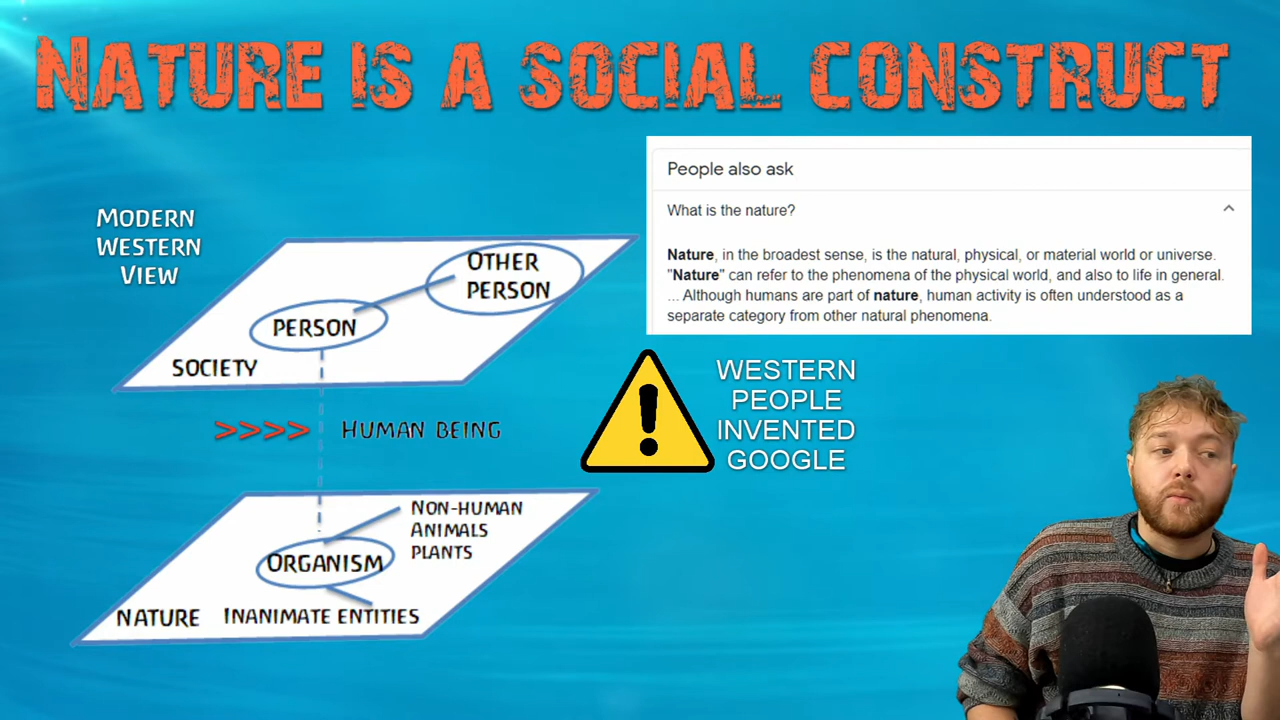 NATURE IS A SOCIAL CONSTRUCT
People also ask
What is the nature?
Nature, in the broadest sense, is the natural, physical, or material world or universe.
"Nature" can refer to the phenomena of the physical world, and also to life in general.
... Although humans are part of nature, human activity is often understood as a
separate category from other natural phenomena.
MODERN
WESTERN
VIEW
OTHER
PERSON
PERSON
SOCIETY
>>>> HUMAN BEING
NON-HUMAN
ANIMALS
PLANTS
ORGANISM
NATURE INANIMATE ENTITIES
!
WESTERN
PEOPLE
INVENTED
GOOGLE